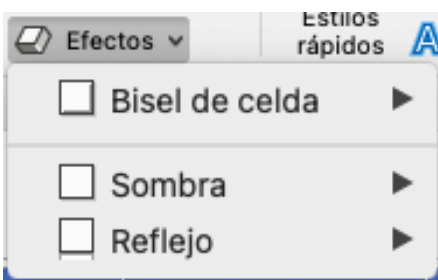 Efectos
Estilos
rápidos
Bisel de celda
Sombra
Reflejo